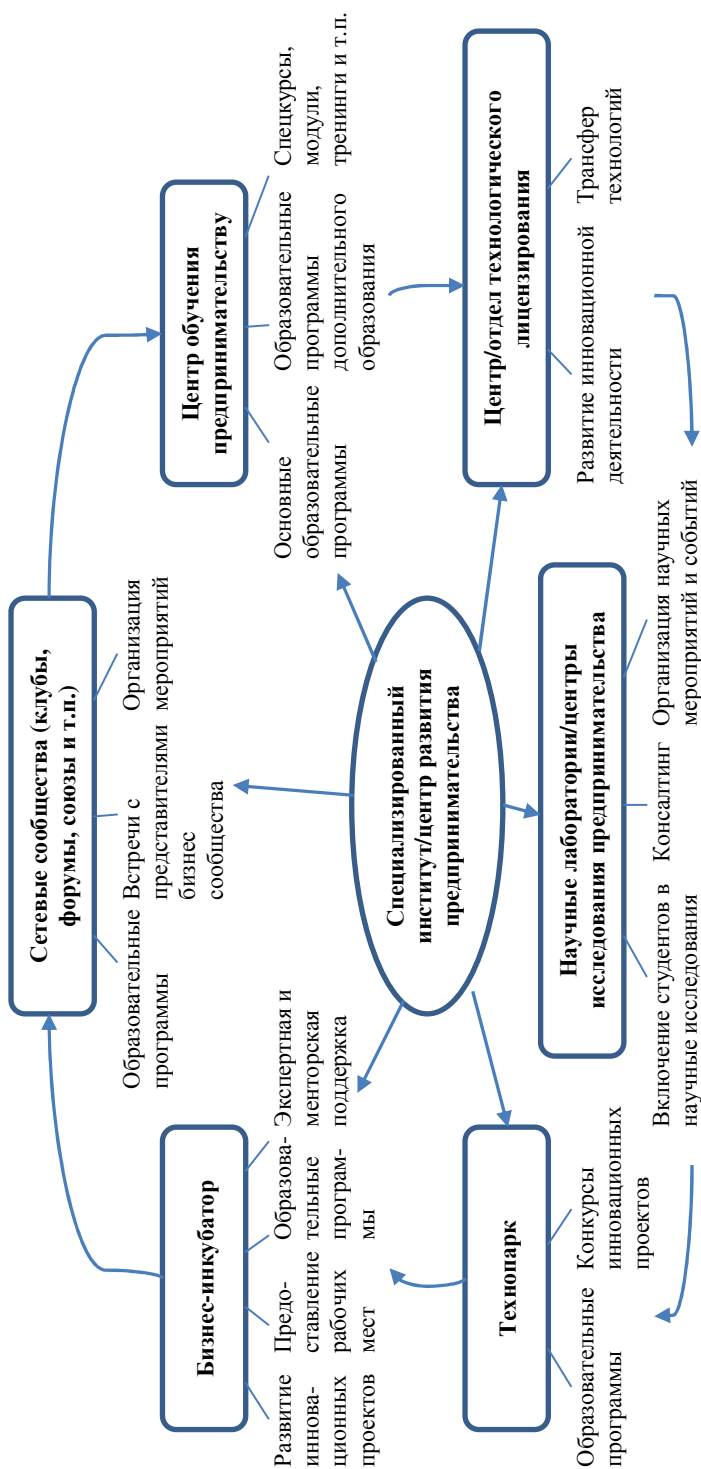 Сетевые сообщества (клубы,
форумы, союзы и т.п.)
Образовательные
программы
Встречи с
представителями
бизнес
сообщества
Организация
мероприятий
Бизнес-инкубатор
Развитие
иннова-
ционных
проектов
Предо-
ставление
рабочих
мест
Образова-
тельные
програм-
мы
Экспертная и
менторская
поддержка
Центр обучения
предпринимательству
Основные
образовательные
программы
Образовательные
программы
дополнительного
образования
Спецкурсы,
модули,
тренинги и т.п.
Специализированный
институт/центр развития
предпринимательства
Технопарк
Образовательные
программы
Конкурсы
инновационных
проектов
Научные лаборатории/центры
исследования предпринимательства
Включение студентов в
научные исследования
Консалтинг
Организация научных
мероприятий и событий
Центр/отдел технологического
лицензирования
Развитие инновационной
деятельности
Трансфер
технологий